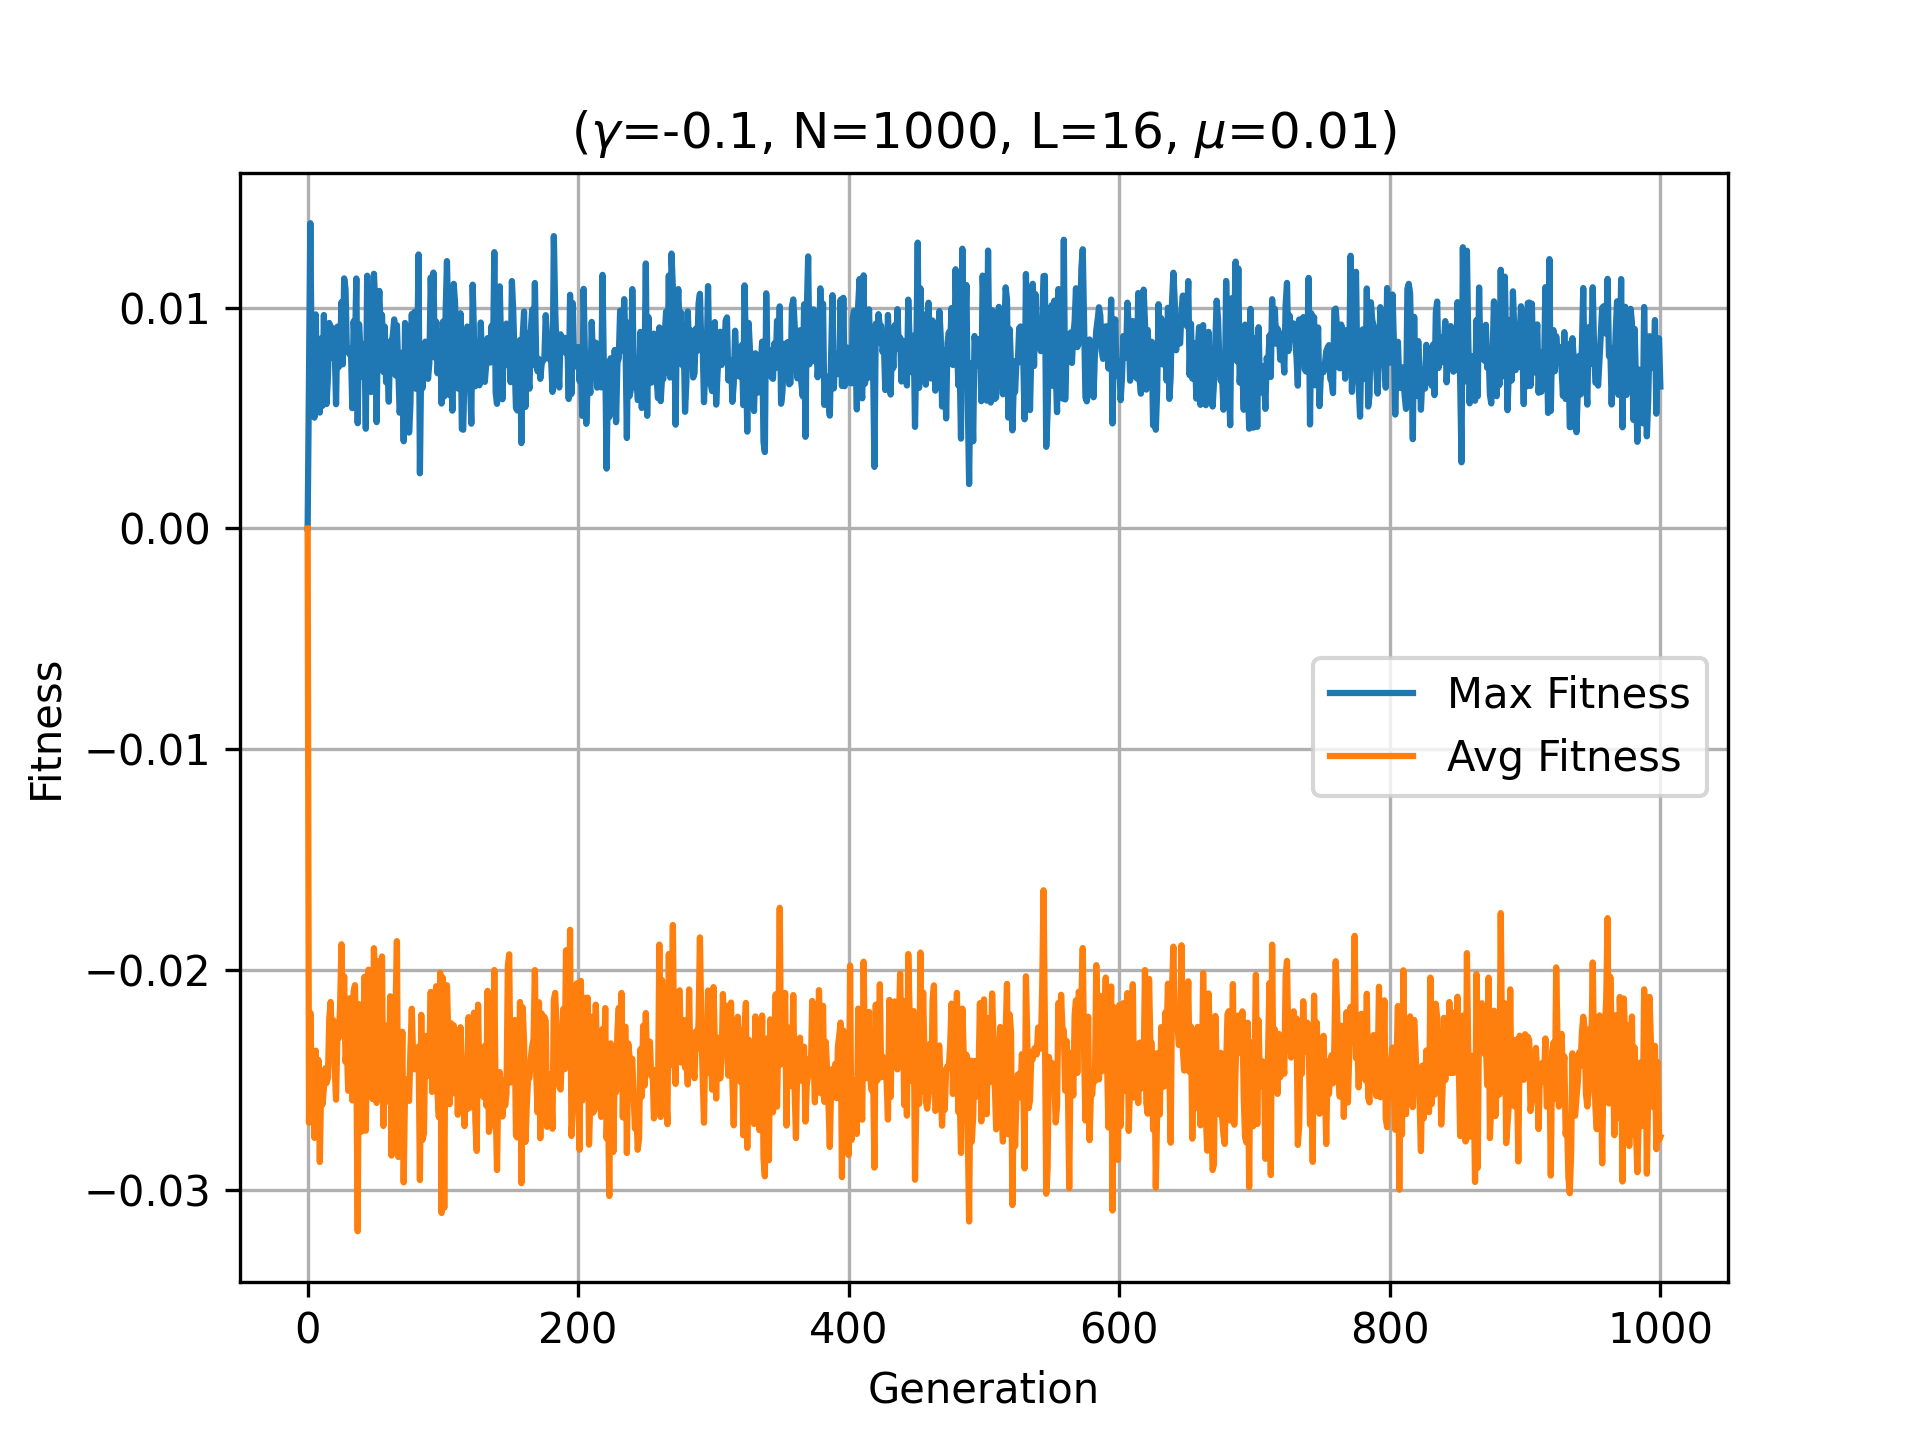 (γ=-0.1, N=1000, L=16, μ=0.01)
0.01
0.00
−0.01
−0.02
−0.03
Fitness
Max Fitness
Avg Fitness
0 200 400 600 800 1000
Generation